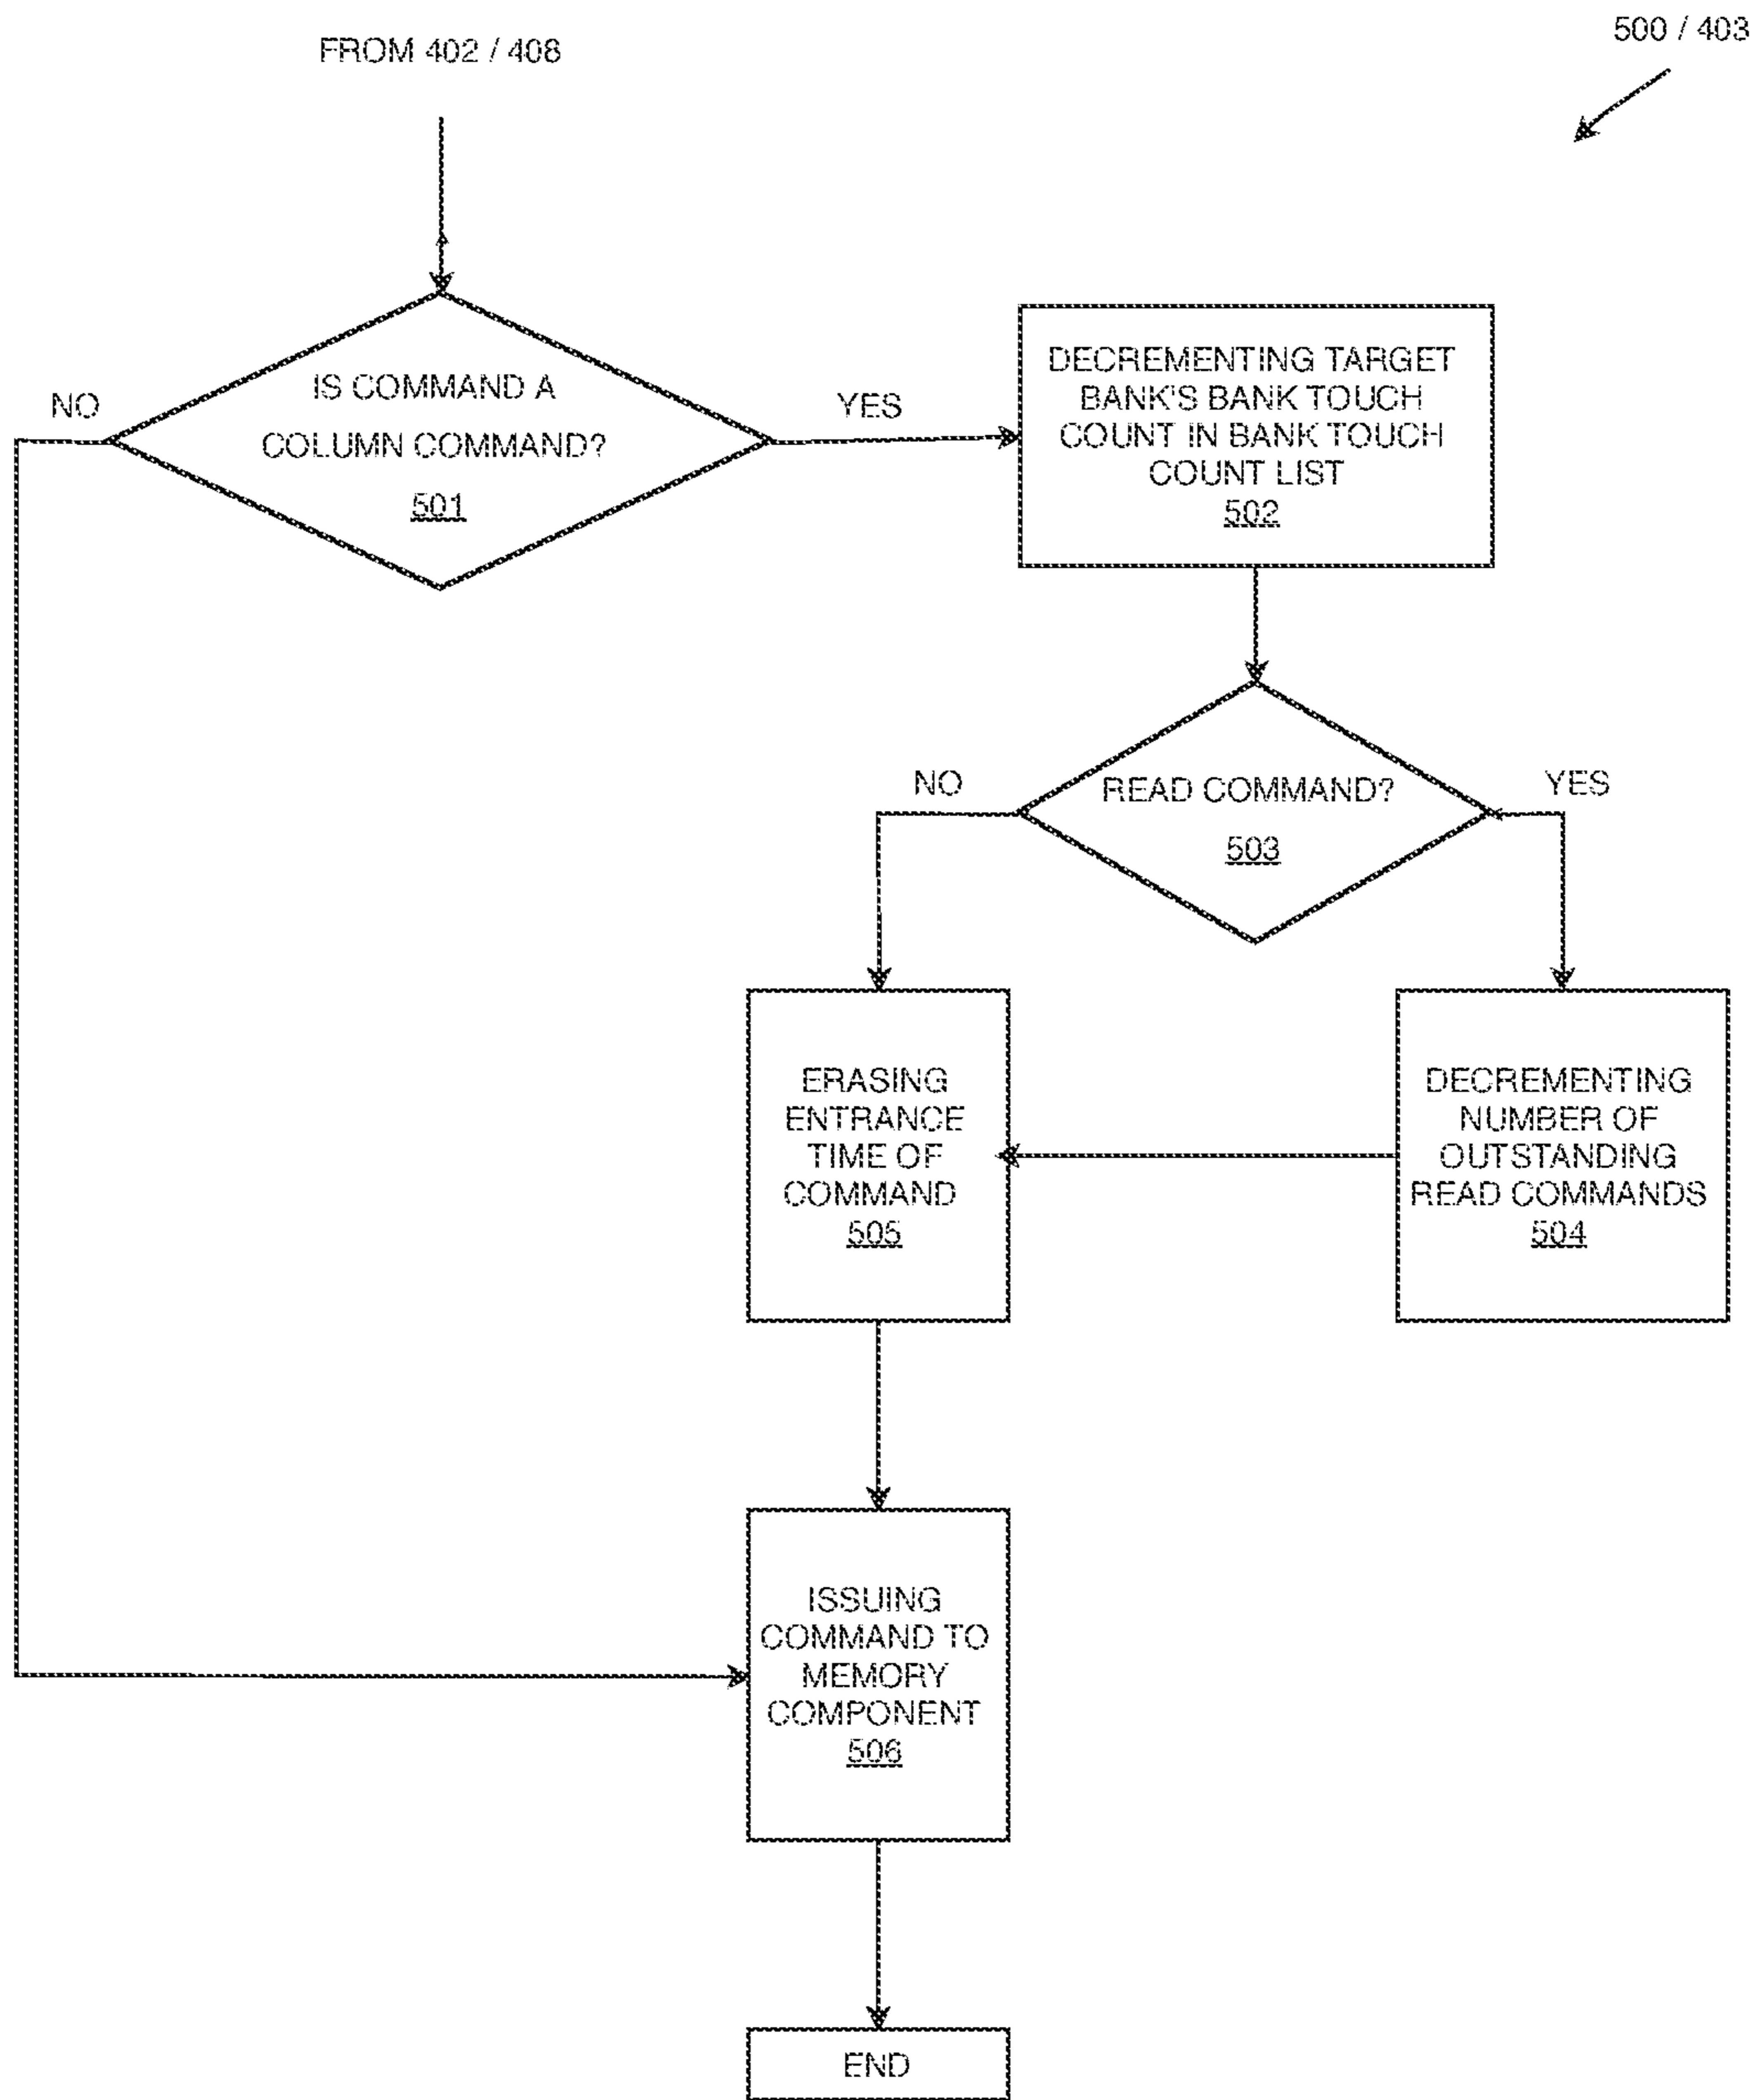 500 / 403
FROM 402 / 408
IS COMMAND A
COLUMN COMMAND?
501
NO
YES
DECREMENTING TARGET
BANK'S BANK TOUCH
COUNT IN BANK TOUCH
COUNT LIST
502
READ COMMAND?
503
NO
YES
ERASING
ENTRANCE
TIME OF
COMMAND
505
DECREMENTING
NUMBER OF
OUTSTANDING
READ COMMANDS
504
ISSUING
COMMAND TO
MEMORY
COMPONENT
506
END